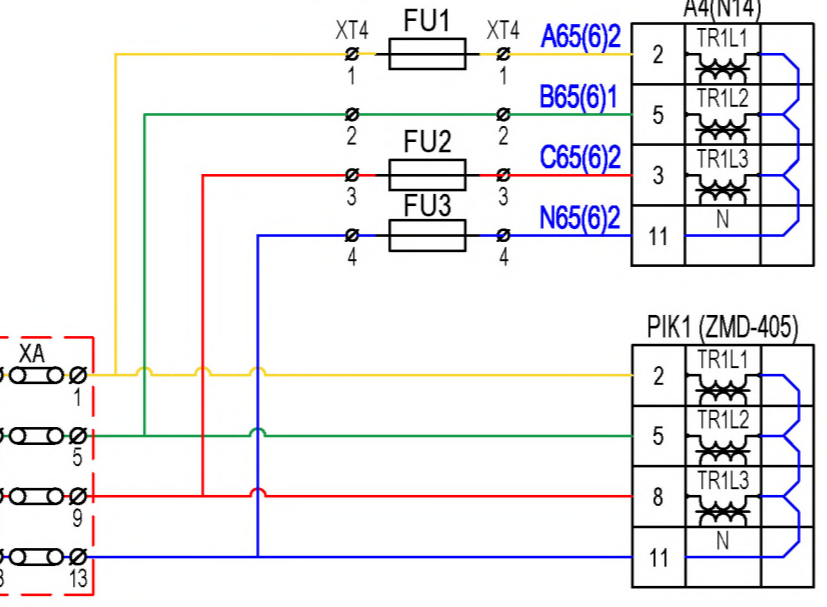 A4(N14)
XT4 FU1 XT4 A65(6)2 2 TR1L1
1 1
B65(6)1 5 TR1L2
2 2
FU2 C65(6)2 3 TR1L3
3 3
FU3 N65(6)2 11 N
4 4
PIK1 (ZMD-405)
XA 2 TR1L1
1
5 TR1L2
5
8 TR1L3
9
11 N
13